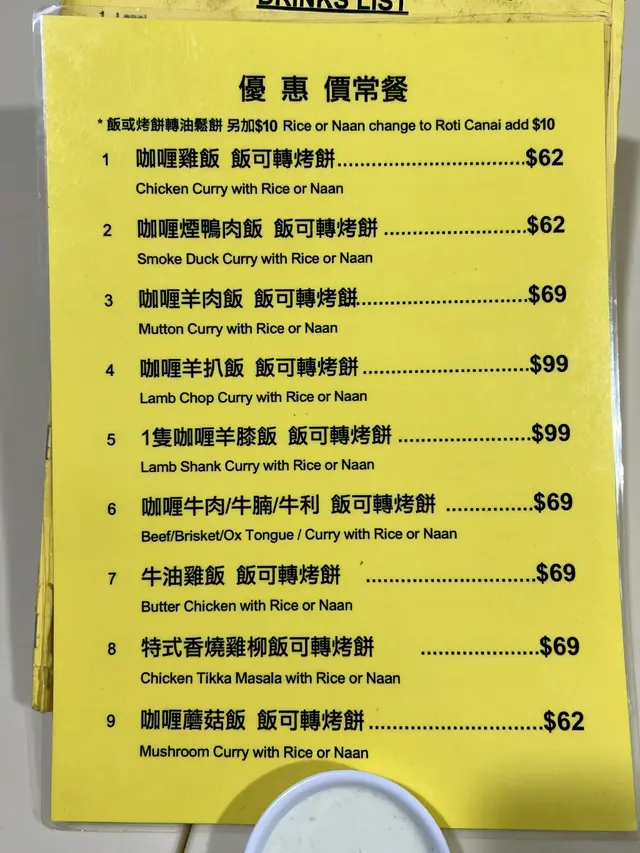 DRINKS LIST
優 惠 價常餐
* 飯或烤餅轉油鬆餅 另加$10 Rice or Naan change to Roti Canai add $10
1 咖喱雞飯 飯可轉烤餅..............................$62
Chicken Curry with Rice or Naan
2 咖喱煙鴨肉飯 飯可轉烤餅 .......................$62
Smoke Duck Curry with Rice or Naan
3 咖喱羊肉飯 飯可轉烤餅............................$69
Mutton Curry with Rice or Naan
4 咖喱羊扒飯 飯可轉烤餅 ...........................$99
Lamb Chop Curry with Rice or Naan
5 1隻咖喱羊膝飯 飯可轉烤餅 .....................$99
Lamb Shank Curry with Rice or Naan
6 咖喱牛肉/牛腩/牛利 飯可轉烤餅 ..............$69
Beef/Brisket/Ox Tongue / Curry with Rice or Naan
7 牛油雞飯 飯可轉烤餅 ...........................$69
Butter Chicken with Rice or Naan
8 特式香燒雞柳飯可轉烤餅 ...................$69
Chicken Tikka Masala with Rice or Naan
9 咖喱蘑菇飯 飯可轉烤餅............................$62
Mushroom Curry with Rice or Naan